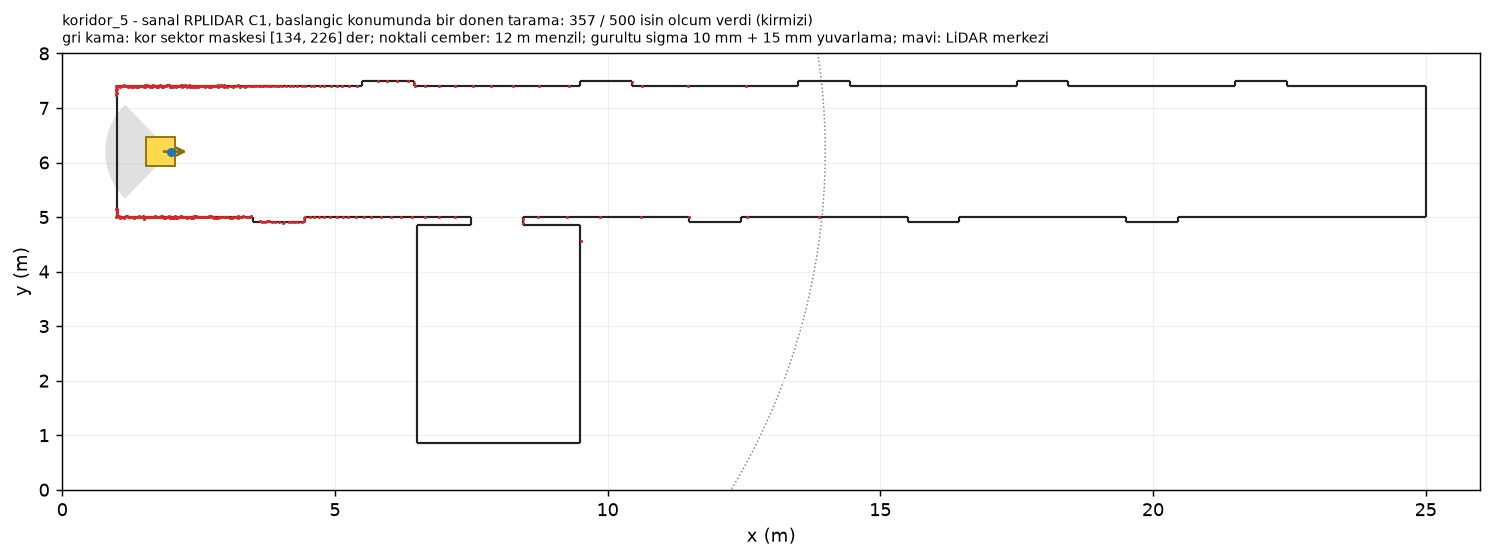 koridor_5 - sanal RPLIDAR C1, baslangic konumunda bir donen tarama: 357 / 500 isin olcum verdi (kirmizi)
gri kama: kor sektor maskesi [134, 226] der; noktali cember: 12 m menzil; gurultu sigma 10 mm + 15 mm yuvarlama; mavi: LiDAR merkezi
8
7
6
5
4
3
2
1
0
y (m)
0 5 10 15 20 25
x (m)